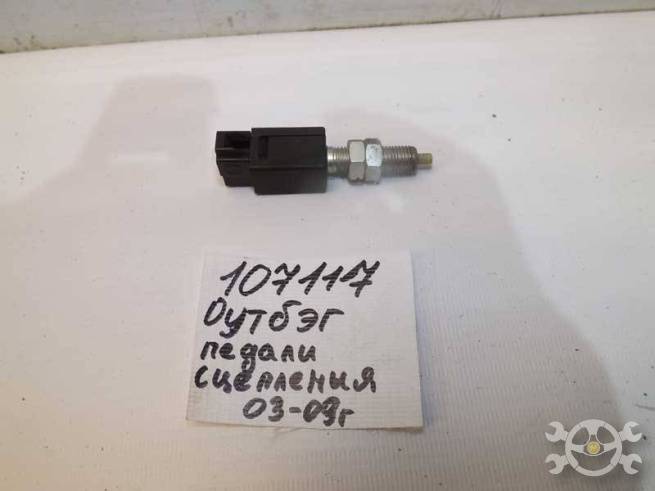 107117
Оутбэг
педали
сцепления
03-09г